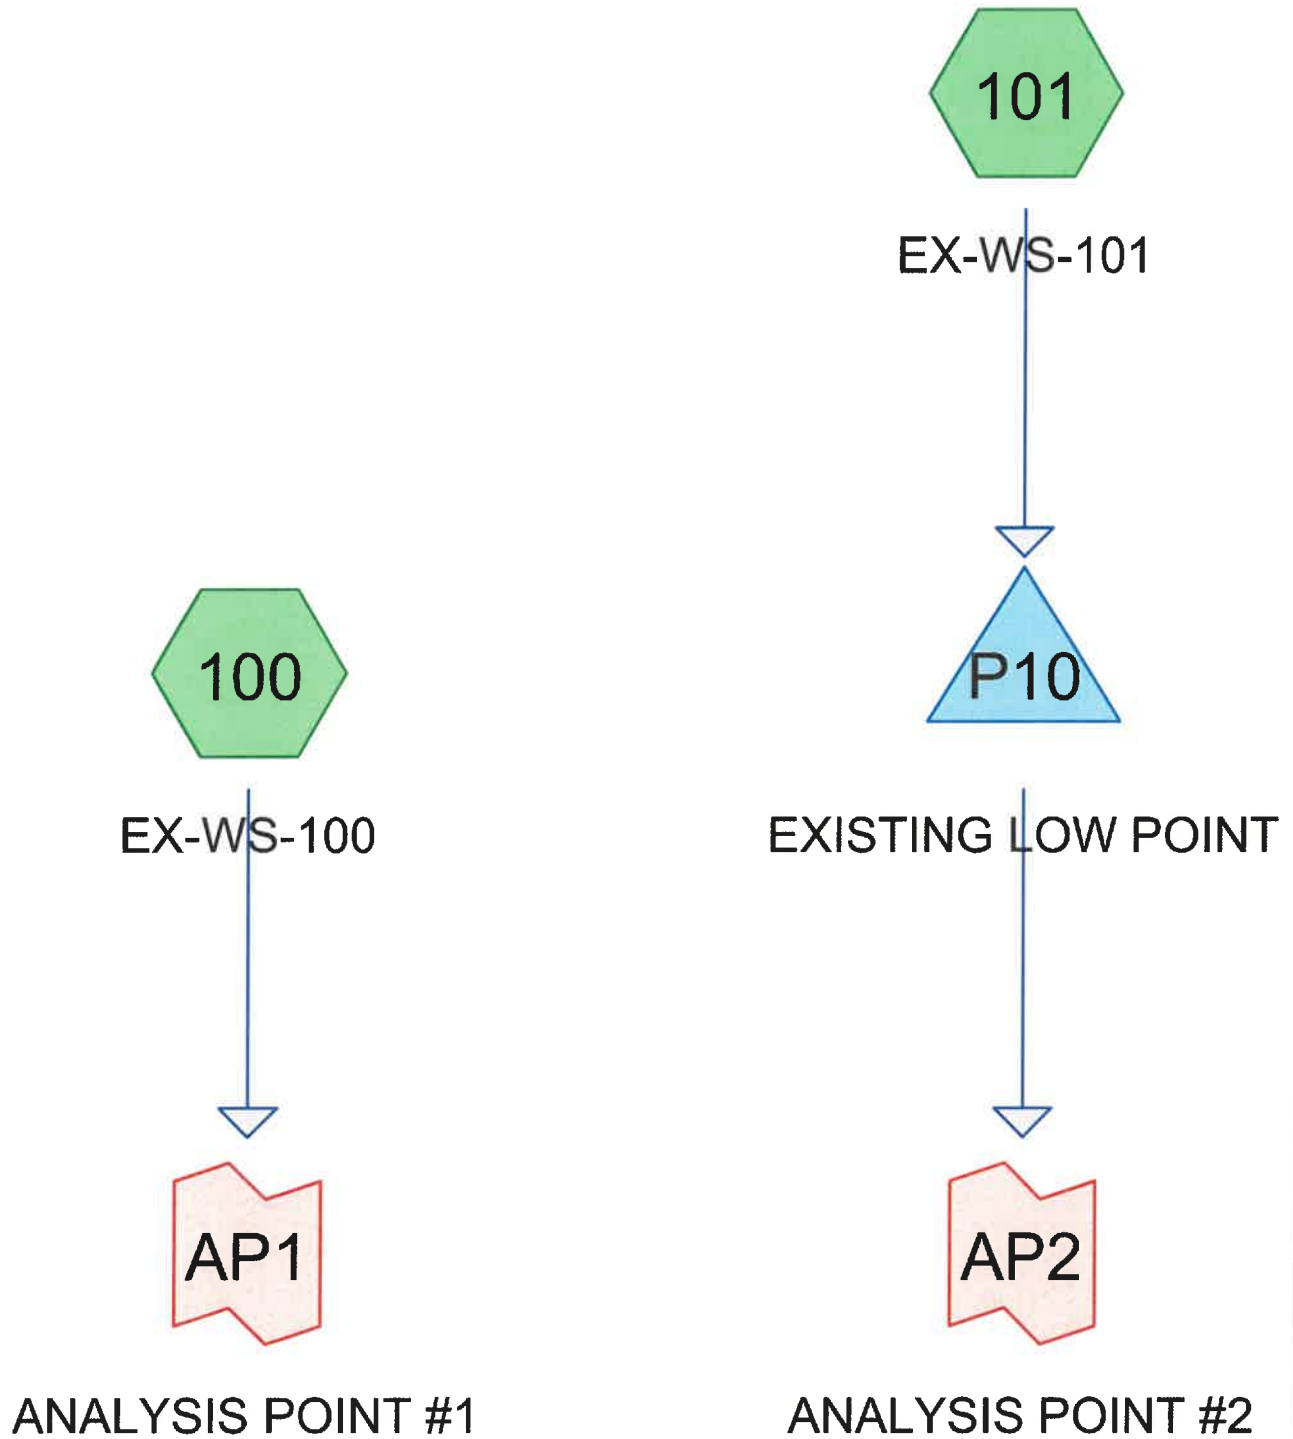 101
EX-WS-101
100
P10
EX-WS-100
EXISTING LOW POINT
AP1
AP2
ANALYSIS POINT #1
ANALYSIS POINT #2